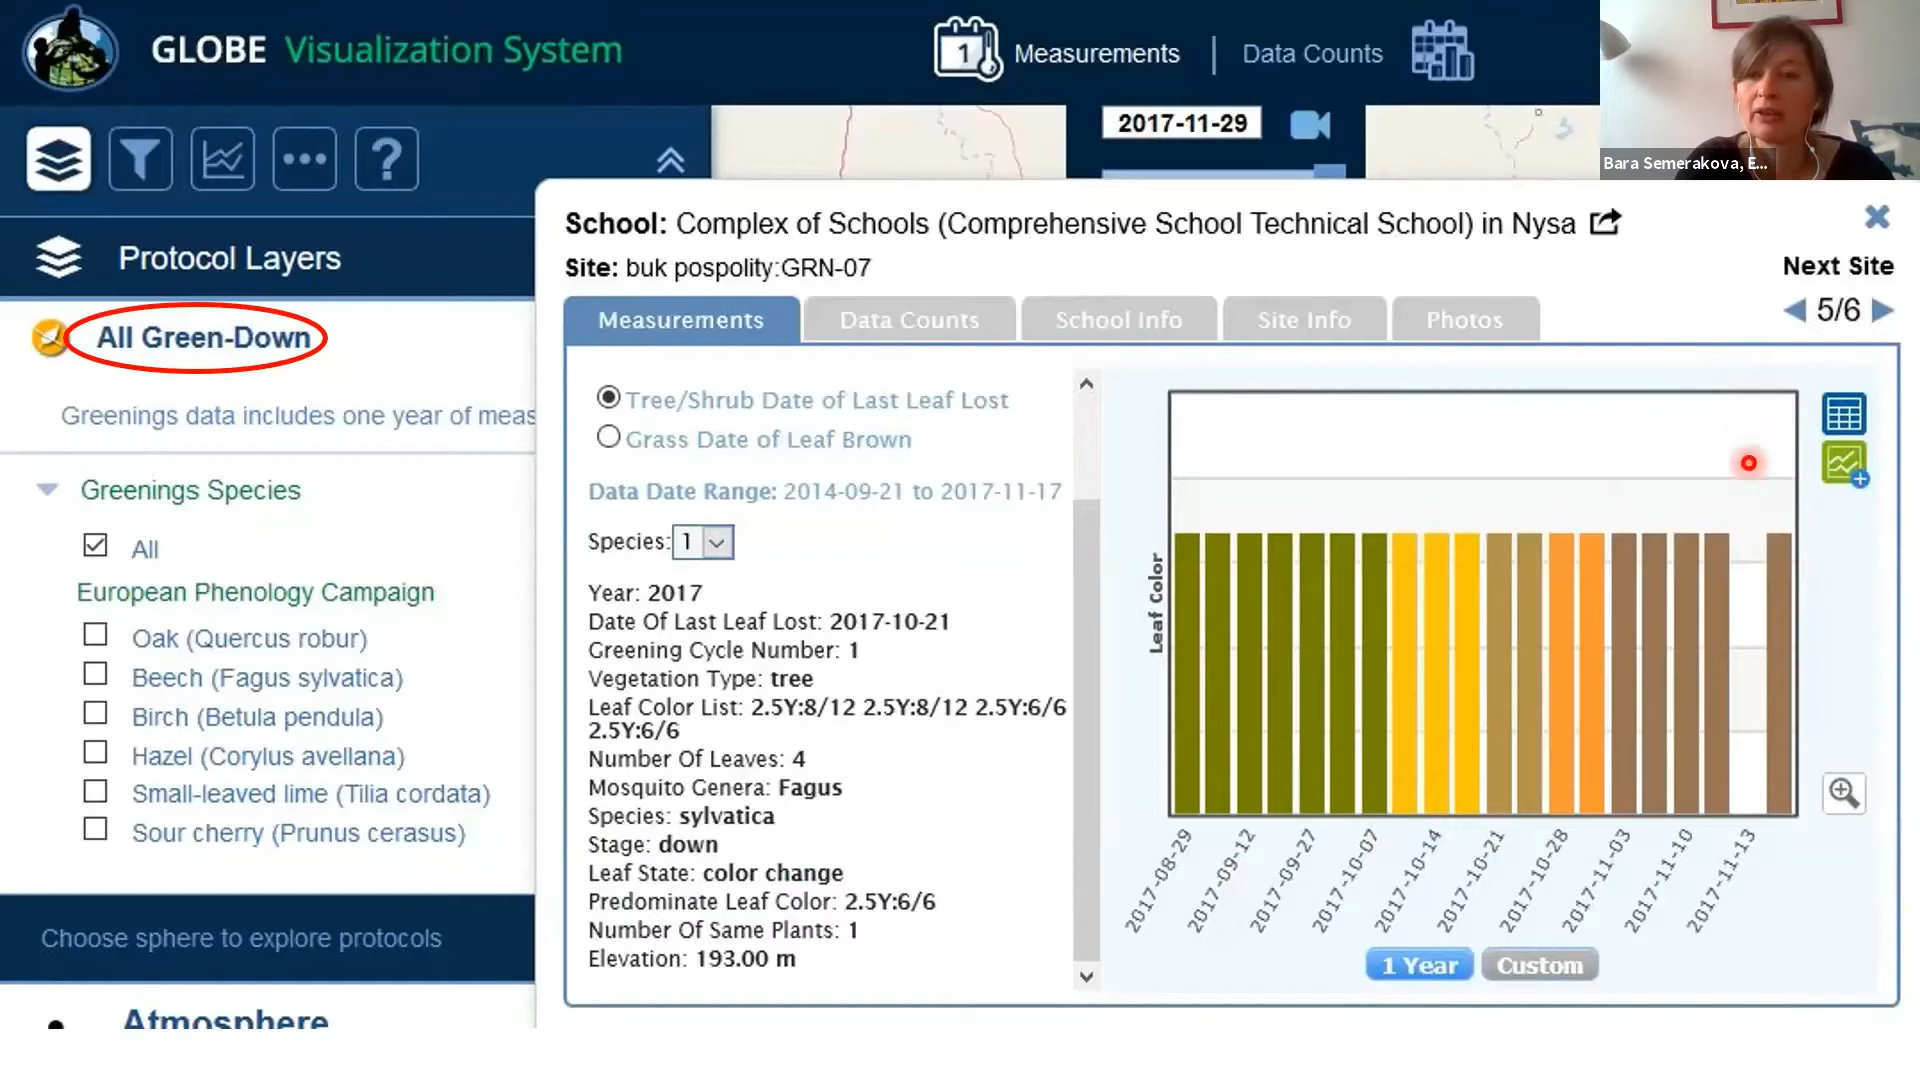 GLOBE Visualization System
1 Measurements | Data Counts
2017-11-29
Bara Semerakova, E...
?
Protocol Layers
All Green-Down
Greenings data includes one year of meas
Greenings Species
All
European Phenology Campaign
Oak (Quercus robur)
Beech (Fagus sylvatica)
Birch (Betula pendula)
Hazel (Corylus avellana)
Small-leaved lime (Tilia cordata)
Sour cherry (Prunus cerasus)
Choose sphere to explore protocols
Atmosphere
School: Complex of Schools (Comprehensive School Technical School) in Nysa
Site: buk pospolity:GRN-07
Next Site
5/6
Measurements
Data Counts
School Info
Site Info
Photos
Tree/Shrub Date of Last Leaf Lost
Grass Date of Leaf Brown
Data Date Range: 2014-09-21 to 2017-11-17
Species: 1
Year: 2017
Date Of Last Leaf Lost: 2017-10-21
Greening Cycle Number: 1
Vegetation Type: tree
Leaf Color List: 2.5Y:8/12 2.5Y:8/12 2.5Y:6/6
2.5Y:6/6
Number Of Leaves: 4
Mosquito Genera: Fagus
Species: sylvatica
Stage: down
Leaf State: color change
Predominate Leaf Color: 2.5Y:6/6
Number Of Same Plants: 1
Elevation: 193.00 m
Leaf Color
2017-08-29
2017-09-12
2017-09-27
2017-10-07
2017-10-14
2017-10-21
2017-10-28
2017-11-03
2017-11-10
2017-11-13
1 Year
Custom